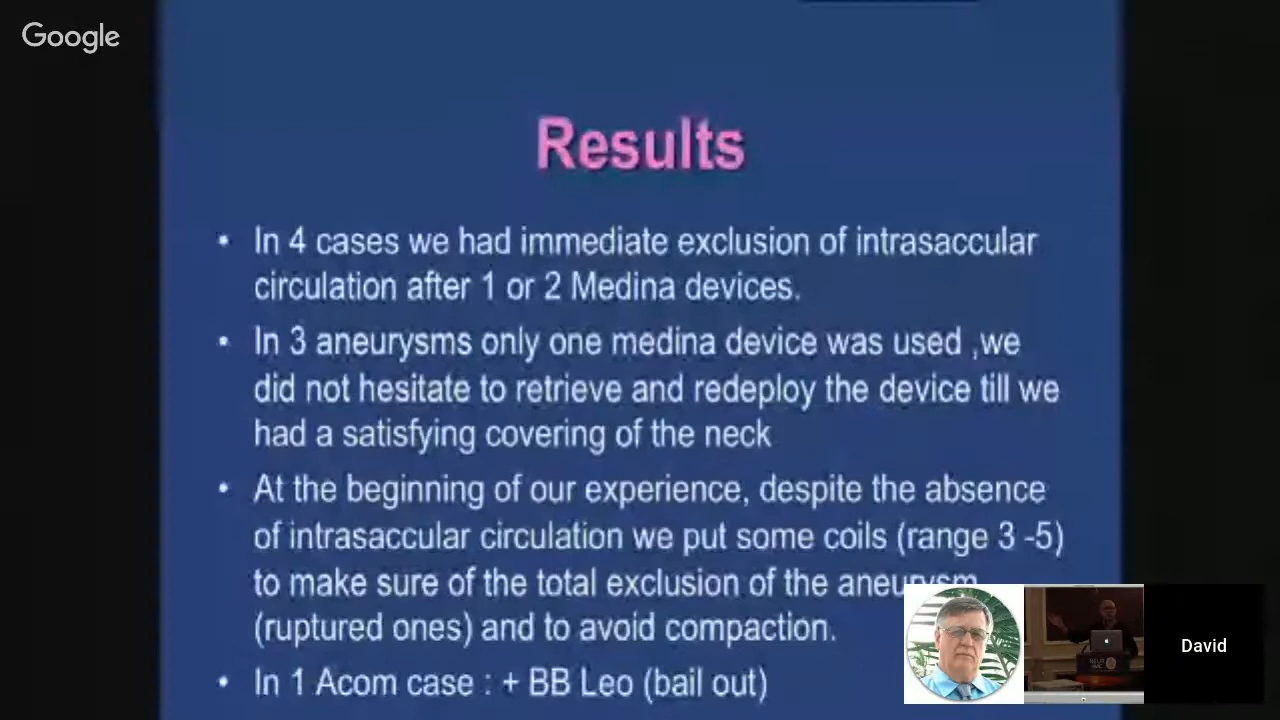 Google
Results
• In 4 cases we had immediate exclusion of intrasaccular
circulation after 1 or 2 Medina devices.
• In 3 aneurysms only one medina device was used ,we
did not hesitate to retrieve and redeploy the device till we
had a satisfying covering of the neck
• At the beginning of our experience, despite the absence
of intrasaccular circulation we put some coils (range 3 -5)
to make sure of the total exclusion of the aneurysm
(ruptured ones) and to avoid compaction.
• In 1 Acom case : + BB Leo (bail out)
David